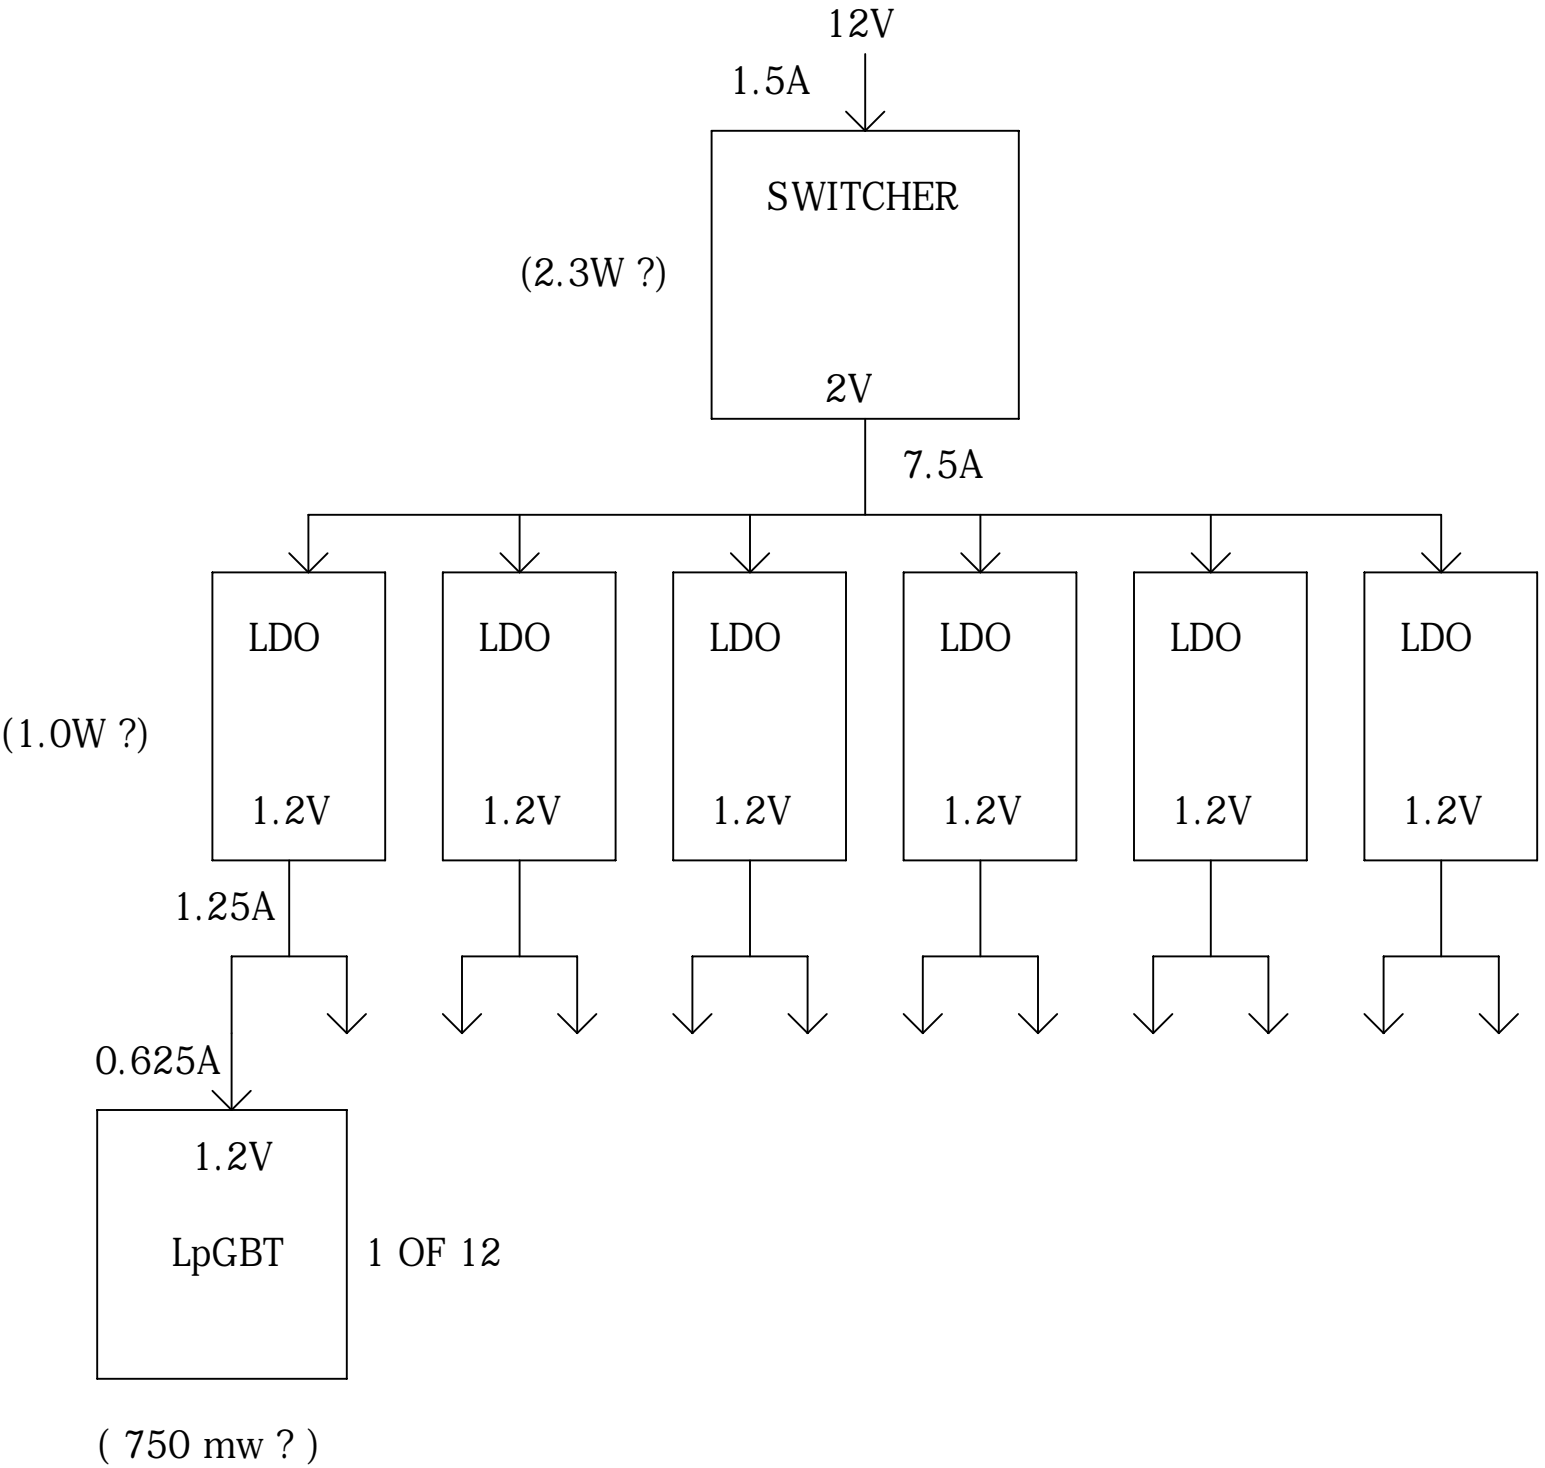 12V
1.5A
SWITCHER
(2.3W ?)
2V
7.5A
LDO LDO LDO LDO LDO LDO
(1.0W ?)
1.2V 1.2V 1.2V 1.2V 1.2V 1.2V
1.25A
0.625A
1.2V
LpGBT 1 OF 12
( 750 mw ? )